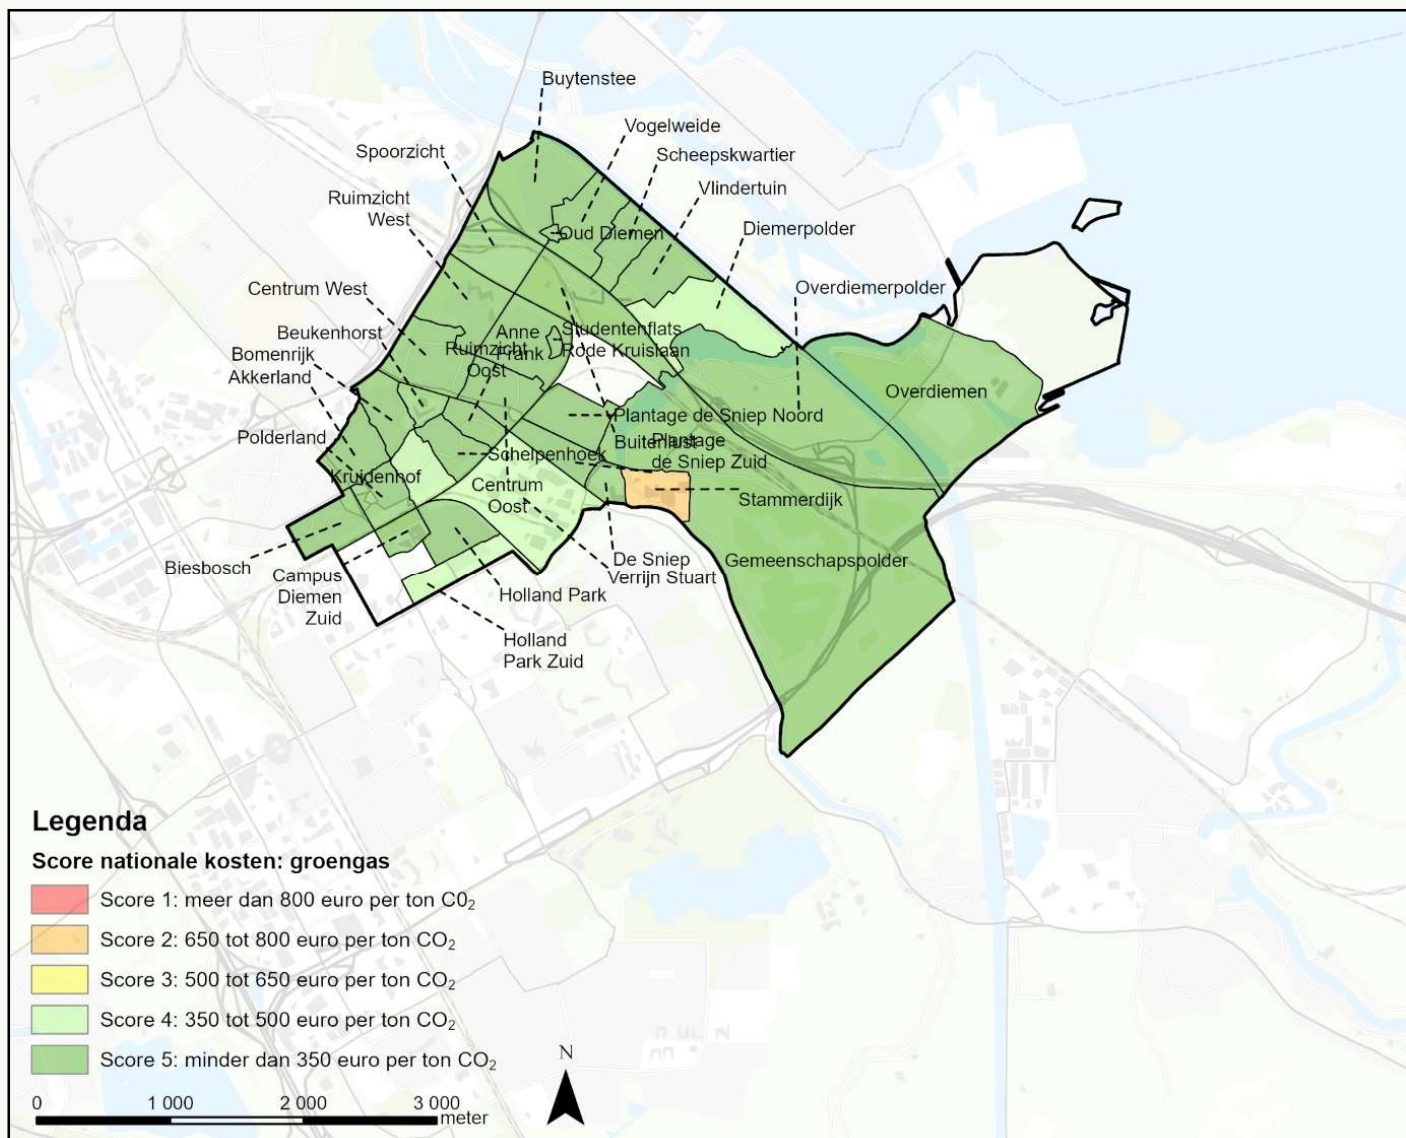 Buytenstee
Vogelweide
Spoorzicht
Scheepskwartier
Vlindertuin
Ruimzicht
West
Oud Diemen
Diemerpolder
Centrum West
Overdiemerpolder
Beukenhorst
Anne
Frank
Studentenflats
Rode Kruislaan
Bomenrijk
Ruimzicht
Oost
Akkerland
Overdiemen
Plantage de Sniep Noord
Polderland
Buitenlust
Plantage
de Sniep Zuid
Schelpenhoek
Kruidenhof
Centrum
Oost
Stammerdijk
Gemeenschapspolder
Biesbosch
Campus
Diemen
Zuid
De Sniep
Verrijn Stuart
Holland Park
Holland
Park Zuid
Legenda
Score nationale kosten: groengas
Score 1: meer dan 800 euro per ton C0₂
Score 2: 650 tot 800 euro per ton CO₂
Score 3: 500 tot 650 euro per ton CO₂
Score 4: 350 tot 500 euro per ton CO₂
Score 5: minder dan 350 euro per ton CO₂
N
0 1 000 2 000 3 000
meter